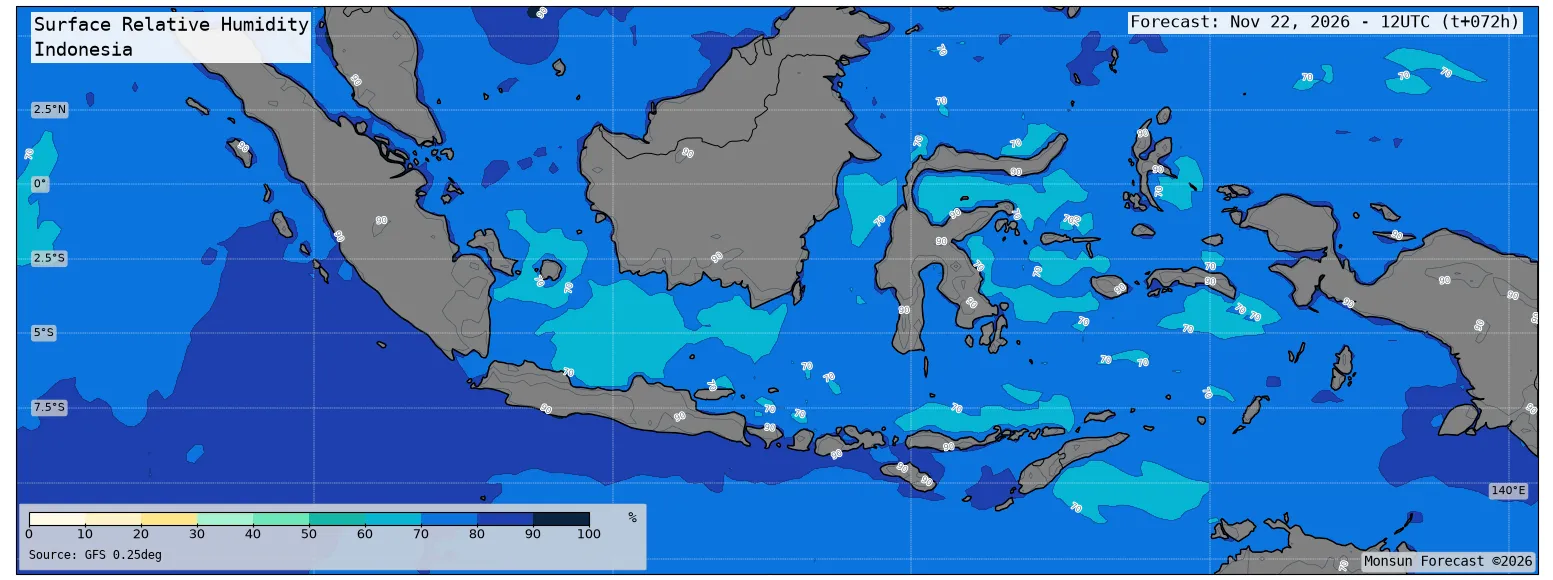 Surface Relative Humidity
Indonesia
Forecast: Nov 22, 2026 - 12UTC (t+072h)
2.5°N
0°
2.5°S
5°S
7.5°S
140°E
0 10 20 30 40 50 60 70 80 90 100 %
Source: GFS 0.25deg
Monsun Forecast ©2026